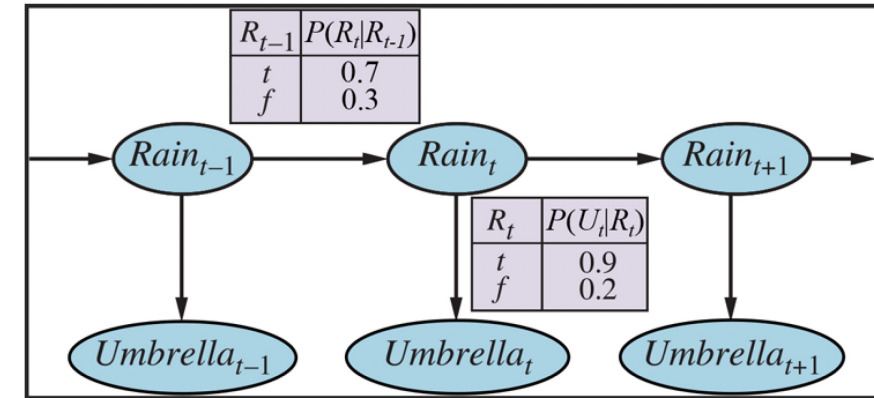 R_{t−1} P(R_t|R_{t-1})
t 0.7
f 0.3
Rain_{t−1} Rain_t Rain_{t+1}
R_t P(U_t|R_t)
t 0.9
f 0.2
Umbrella_{t−1} Umbrella_t Umbrella_{t+1}